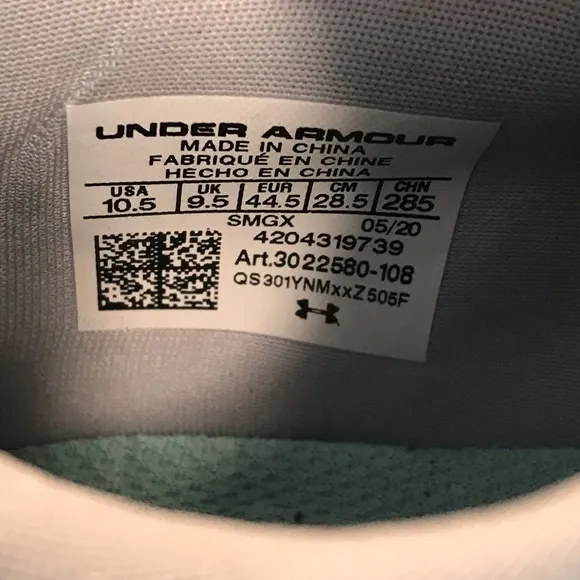 UNDER ARMOUR
MADE IN CHINA
FABRIQUÉ EN CHINE
HECHO EN CHINA
USA UK EUR CM CHN
10.5 9.5 44.5 28.5 285
SMGX 05/20
4204319739
Art.3022580-108
QS301YNMxxZ505F